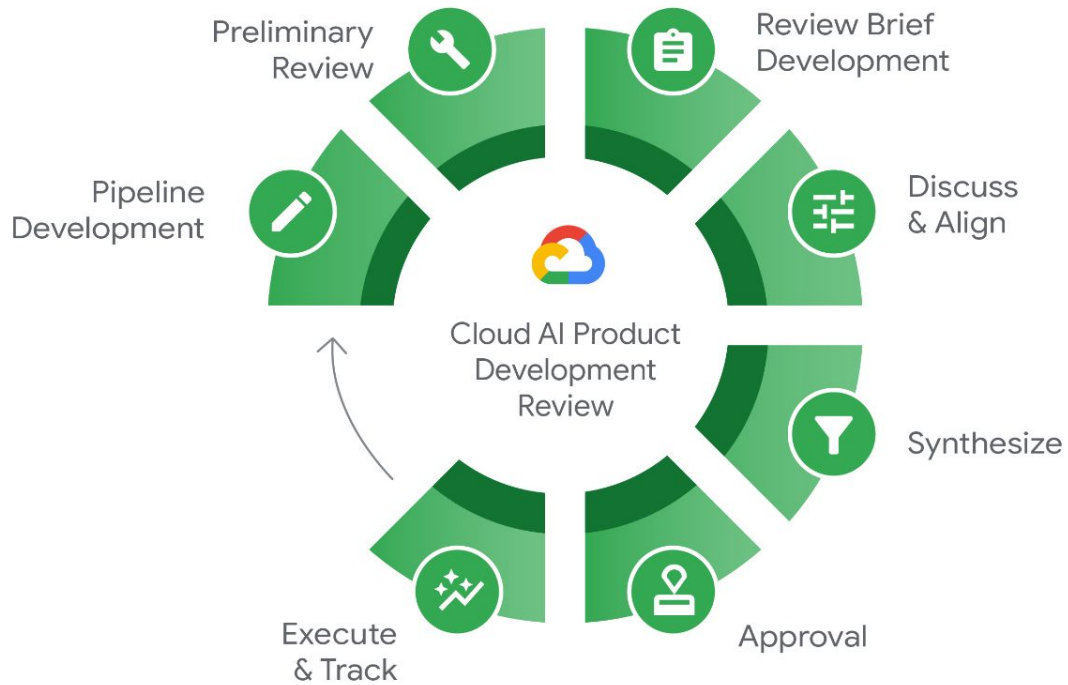 Preliminary
Review
Review Brief
Development
Pipeline
Development
Discuss
& Align
Cloud AI Product
Development
Review
Synthesize
Execute
& Track
Approval